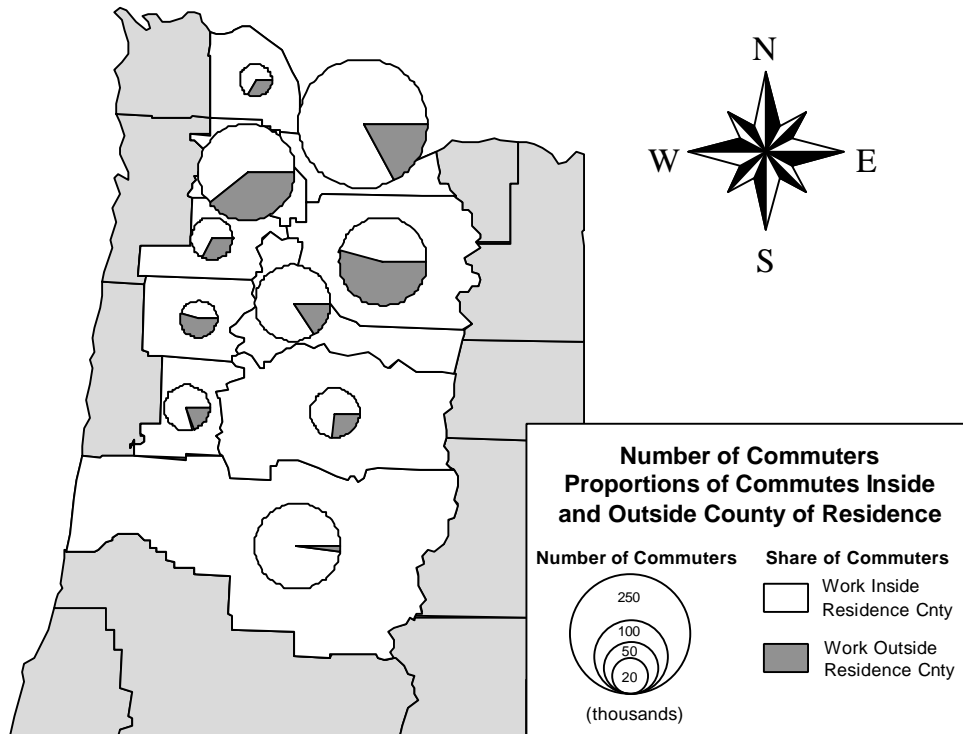 N
W
E
S
Number of Commuters
Proportions of Commutes Inside
and Outside County of Residence
Number of Commuters
250
100
50
20
(thousands)
Share of Commuters
Work Inside
Residence Cnty
Work Outside
Residence Cnty